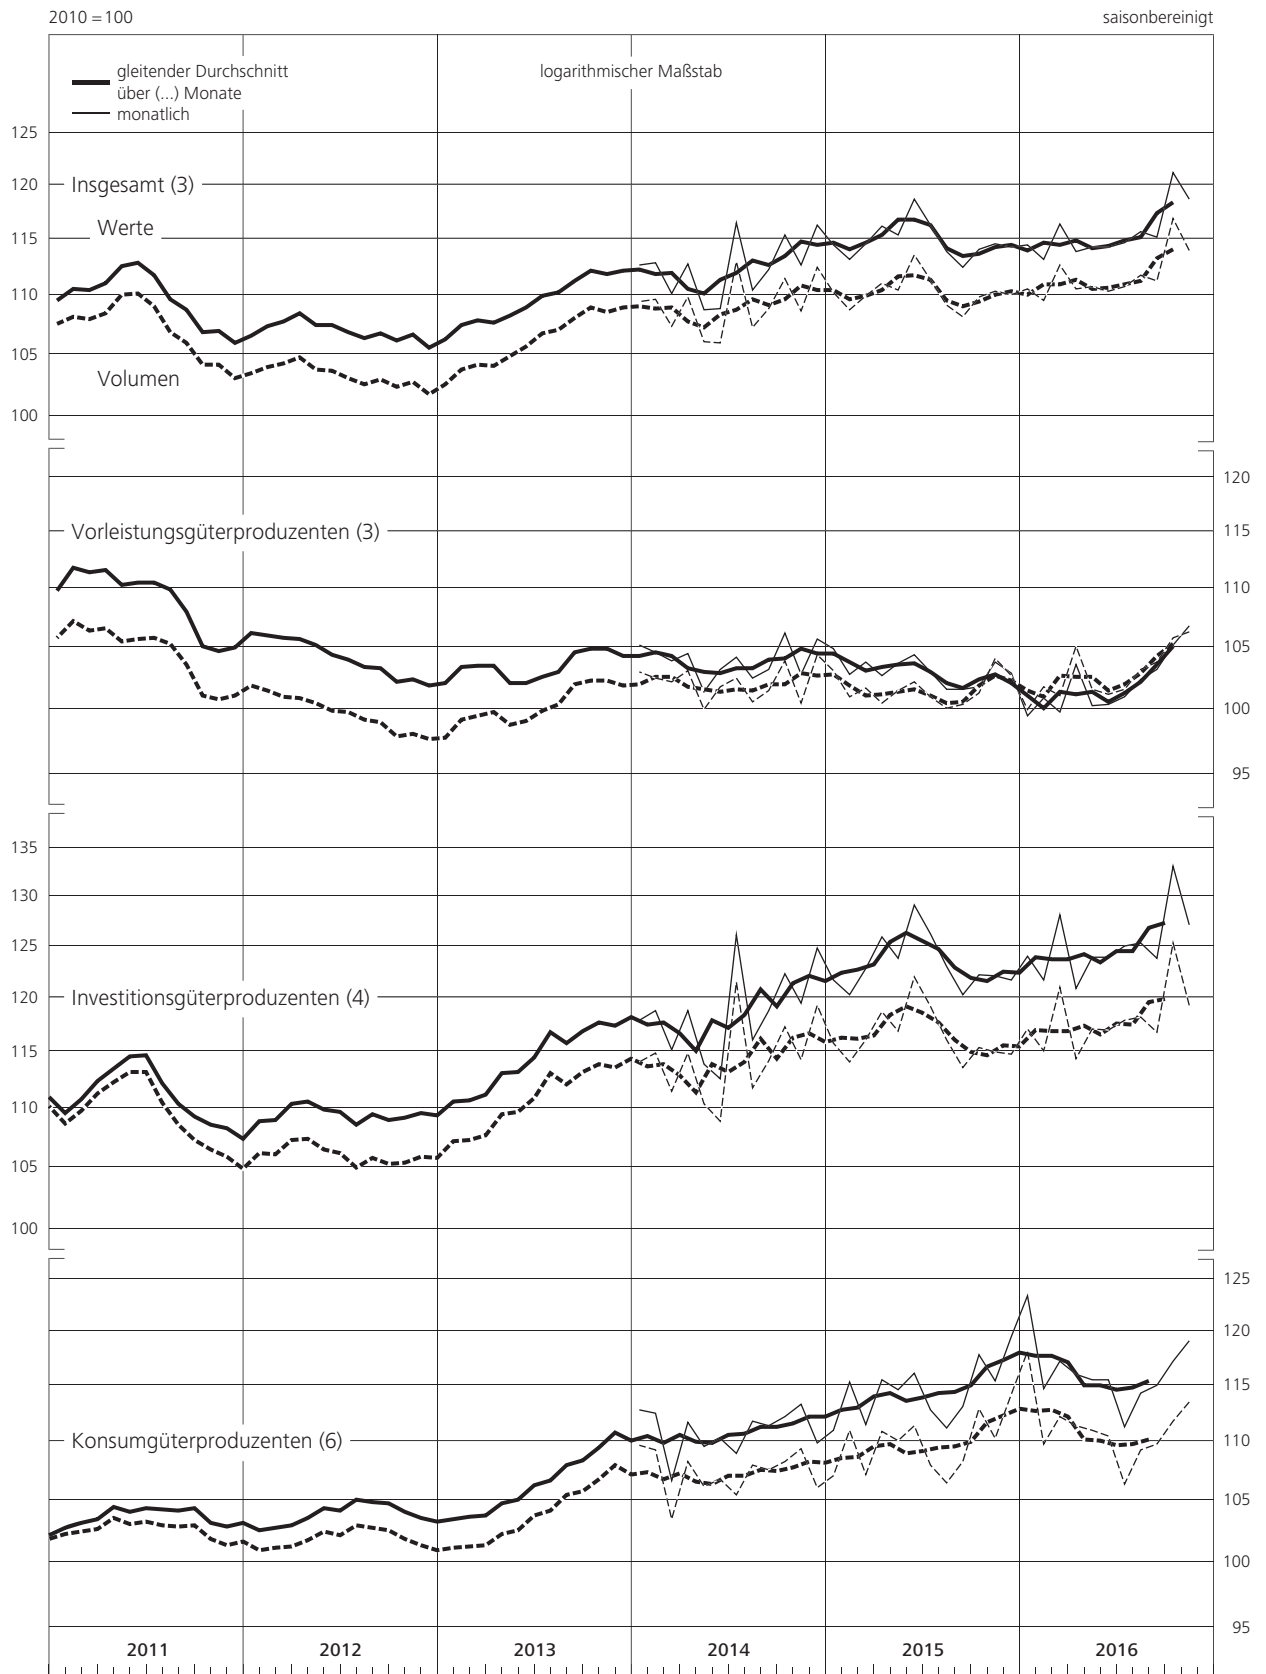 2010 = 100
saisonbereinigt
gleitender Durchschnitt
über (...) Monate
monatlich
logarithmischer Maßstab
125
120
Insgesamt (3)
Werte
115
110
105
Volumen
100
120
Vorleistungsgüterproduzenten (3)
115
110
105
100
95
135
130
125
120
Investitionsgüterproduzenten (4)
115
110
105
100
125
120
115
Konsumgüterproduzenten (6)
110
105
100
95
2011 2012 2013 2014 2015 2016